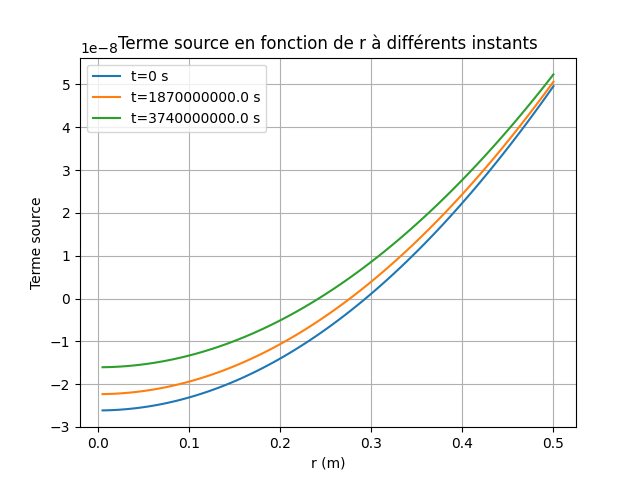 Terme source en fonction de r à différents instants
1e−8
t=0 s
t=1870000000.0 s
t=3740000000.0 s
5
4
3
2
1
0
−1
−2
−3
Terme source
0.0 0.1 0.2 0.3 0.4 0.5
r (m)